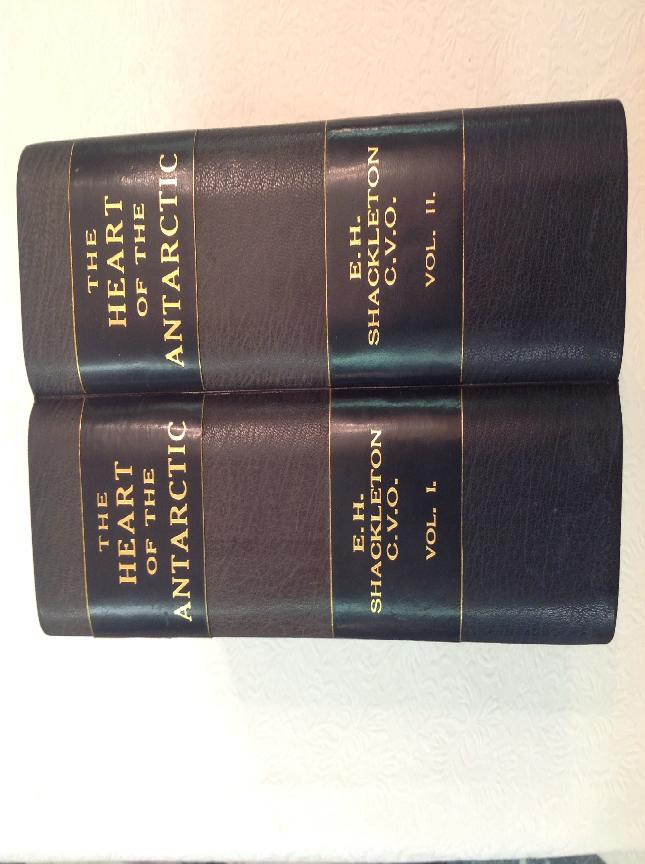 THE
HEART
OF THE
ANTARCTIC
E.H.
SHACKLETON
C.V.O.
VOL. I.
THE
HEART
OF THE
ANTARCTIC
E.H.
SHACKLETON
C.V.O.
VOL. II.